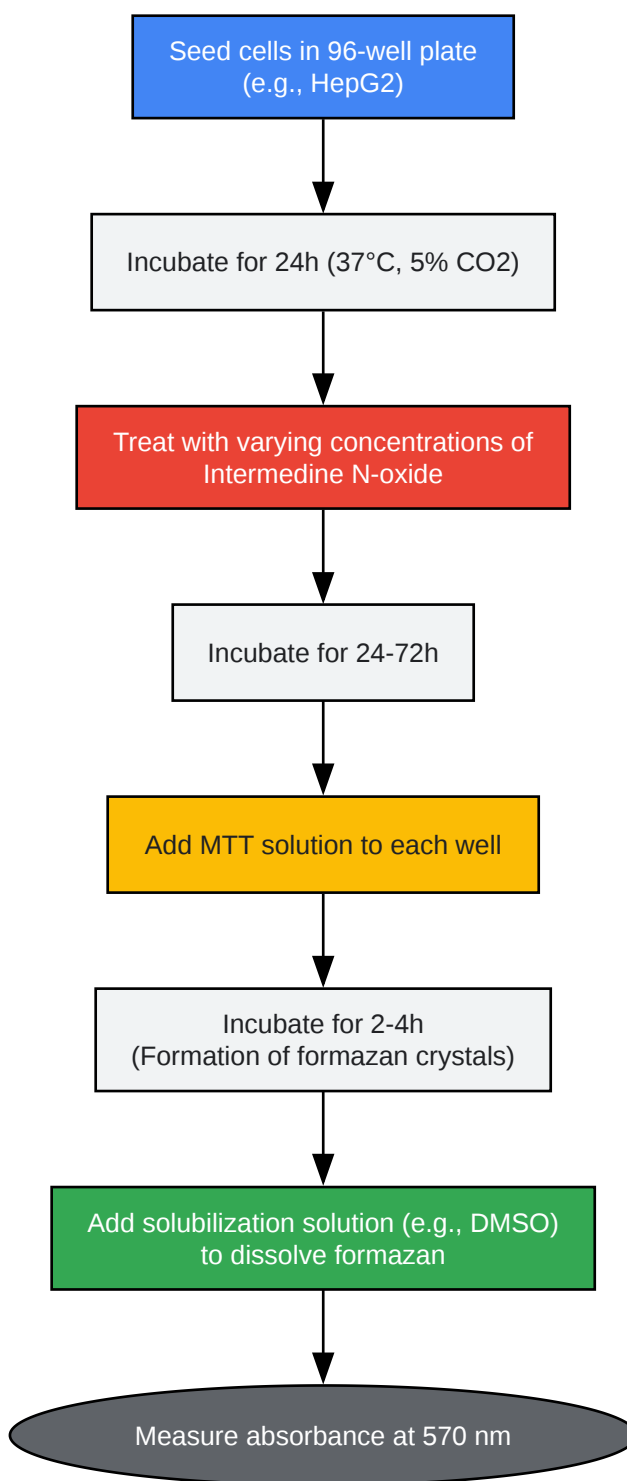 Seed cells in 96-well plate
(e.g., HepG2)
Incubate for 24h (37°C, 5% CO2)
Treat with varying concentrations of
Intermedine N-oxide
Incubate for 24-72h
Add MTT solution to each well
Incubate for 2-4h
(Formation of formazan crystals)
Add solubilization solution (e.g., DMSO)
to dissolve formazan
Measure absorbance at 570 nm